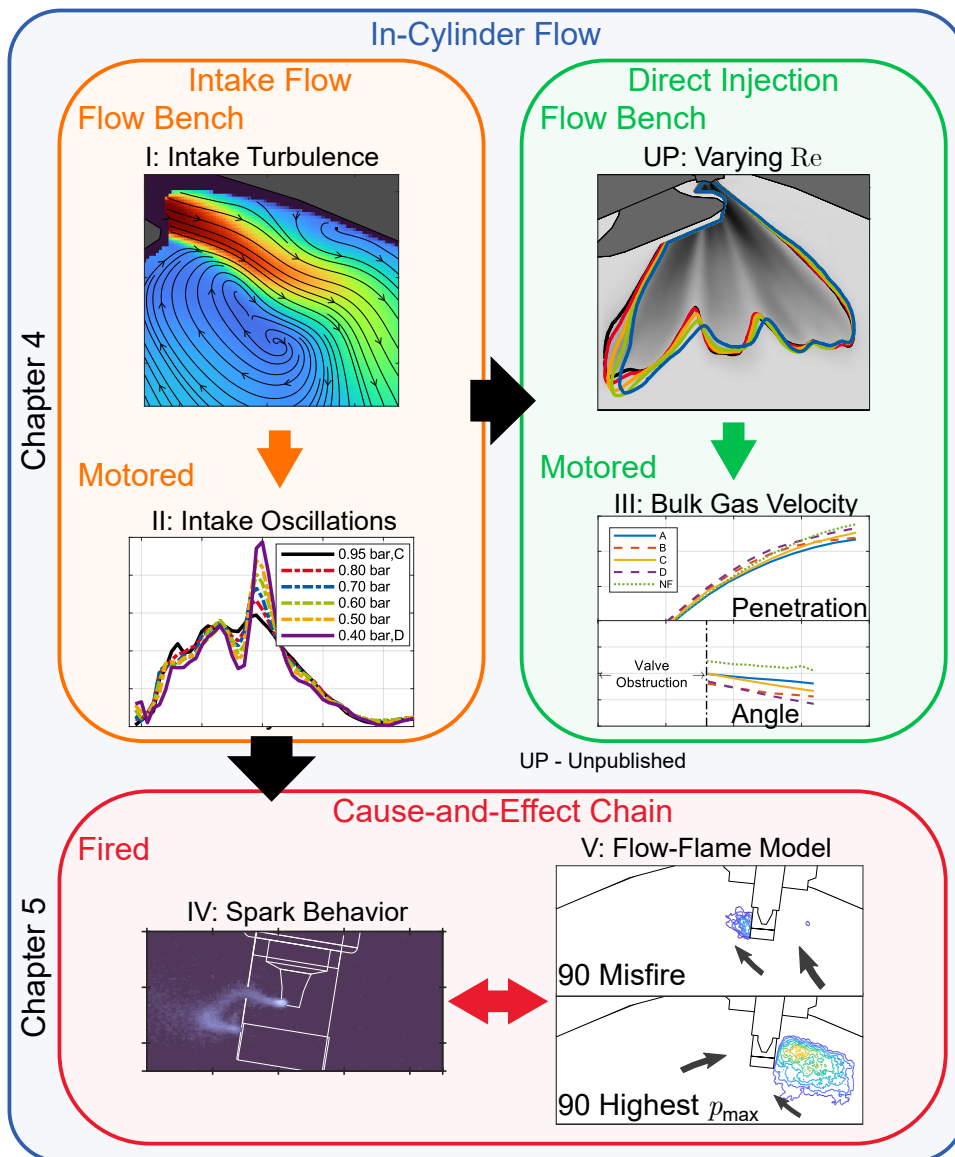 In-Cylinder Flow
Chapter 4
Intake Flow
Flow Bench
I: Intake Turbulence
Motored
II: Intake Oscillations
0.95 bar,C
0.80 bar
0.70 bar
0.60 bar
0.50 bar
0.40 bar,D
Direct Injection
Flow Bench
UP: Varying Re
Motored
III: Bulk Gas Velocity
A
B
C
D
NF
Penetration
Valve
Obstruction
Angle
UP - Unpublished
Chapter 5
Cause-and-Effect Chain
Fired
IV: Spark Behavior
V: Flow-Flame Model
90 Misfire
90 Highest pmax